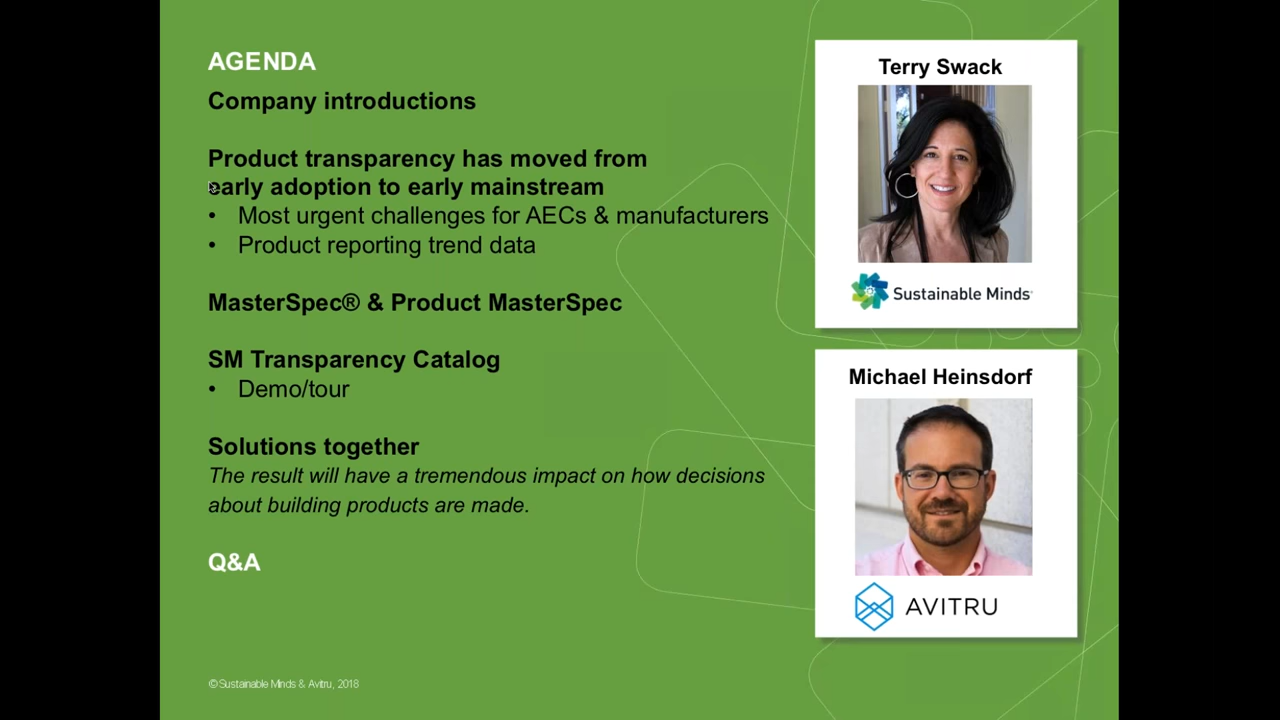 AGENDA
Company introductions
Product transparency has moved from
early adoption to early mainstream
• Most urgent challenges for AECs & manufacturers
• Product reporting trend data
MasterSpec® & Product MasterSpec
SM Transparency Catalog
• Demo/tour
Solutions together
The result will have a tremendous impact on how decisions
about building products are made.
Q&A
©Sustainable Minds & Avitru, 2018
Terry Swack
Sustainable Minds
Michael Heinsdorf
AVITRU